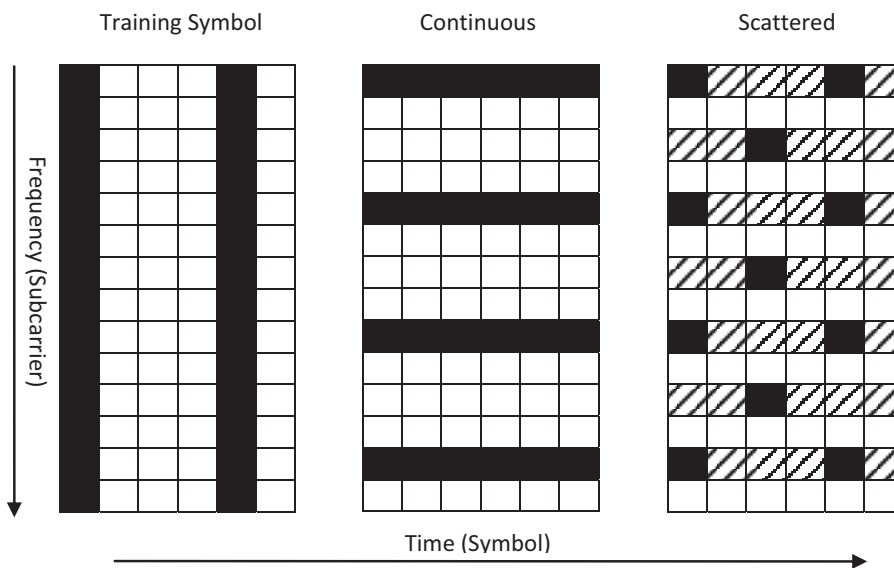 Training Symbol
Continuous
Scattered
Frequency (Subcarrier)
Time (Symbol)